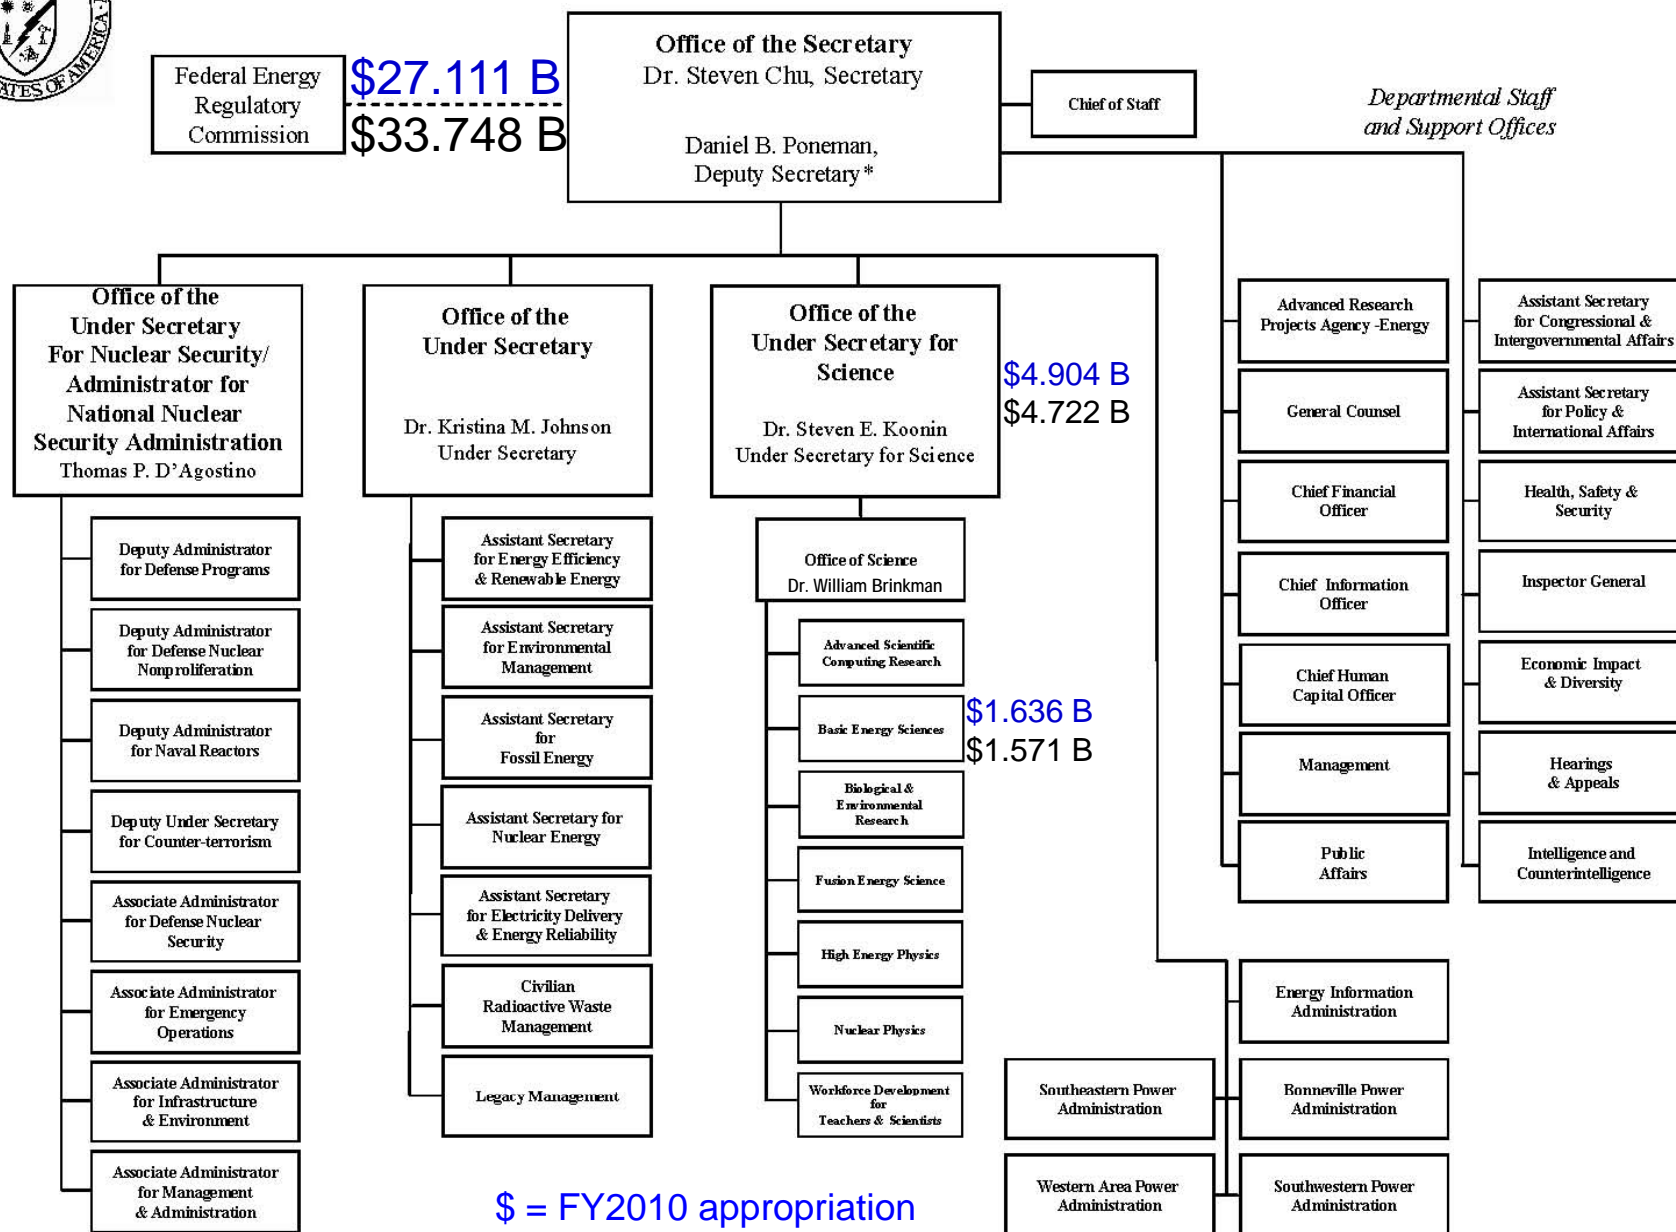 ATES OF AMERICA
Federal Energy
Regulatory
Commission
$27.111 B
$33.748 B
Office of the Secretary
Dr. Steven Chu, Secretary
Daniel B. Poneman,
Deputy Secretary*
Chief of Staff
Departmental Staff
and Support Offices
Office of the
Under Secretary
For Nuclear Security/
Administrator for
National Nuclear
Security Administration
Thomas P. D'Agostino
Deputy Administrator
for Defense Programs
Deputy Administrator
for Defense Nuclear
Nonproliferation
Deputy Administrator
for Naval Reactors
Deputy Under Secretary
for Counter-terrorism
Associate Administrator
for Defense Nuclear
Security
Associate Administrator
for Emergency
Operations
Associate Administrator
for Infrastructure
& Environment
Associate Administrator
for Management
& Administration
Office of the
Under Secretary
Dr. Kristina M. Johnson
Under Secretary
Assistant Secretary
for Energy Efficiency
& Renewable Energy
Assistant Secretary
for Environmental
Management
Assistant Secretary
for
Fossil Energy
Assistant Secretary for
Nuclear Energy
Assistant Secretary
for Electricity Delivery
& Energy Reliability
Civilian
Radioactive Waste
Management
Legacy Management
Office of the
Under Secretary for
Science
Dr. Steven E. Koonin
Under Secretary for Science
$4.904 B
$4.722 B
Office of Science
Dr. William Brinkman
Advanced Scientific
Computing Research
Basic Energy Sciences
$1.636 B
$1.571 B
Biological &
Environmental
Research
Fusion Energy Science
High Energy Physics
Nuclear Physics
Workforce Development
for
Teachers & Scientists
Advanced Research
Projects Agency -Energy
General Counsel
Chief Financial
Officer
Chief Information
Officer
Chief Human
Capital Officer
Management
Public
Affairs
Assistant Secretary
for Congressional &
Intergovernmental Affairs
Assistant Secretary
for Policy &
International Affairs
Health, Safety &
Security
Inspector General
Economic Impact
& Diversity
Hearings
& Appeals
Intelligence and
Counterintelligence
Energy Information
Administration
Southeastern Power
Administration
Bonneville Power
Administration
Western Area Power
Administration
Southwestern Power
Administration
$ = FY2010 appropriation